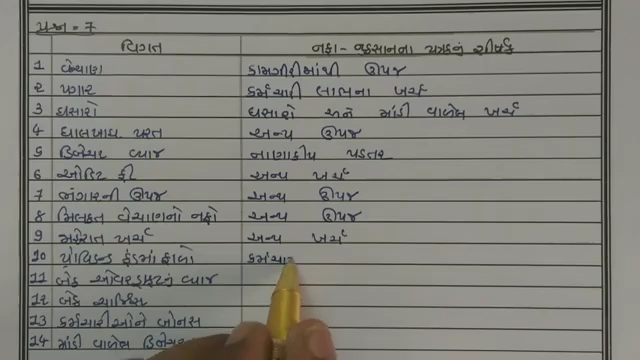 પ્રશ્ન = 7
વિગત નફા - નુકસાનના પત્રકનું શીર્ષક
1 વેચાણ કામગીરીમાંથી ઊપજ
2 પગાર કર્મચારી લાભના ખર્ચ
3 ઘસારો ઘસારો અને માંડી વાળેલ ખર્ચ
4 ઘાલખાધ પરત અન્ય ઊપજ
5 ડિબેન્ચર વ્યાજ નાણાકીય પડતર
6 ઓડિટ ફી અન્ય ખર્ચ
7 ભંગારની ઊપજ અન્ય ઊપજ
8 મિલકત વેચાણનો નફો અન્ય ઊપજ
9 મરામત ખર્ચ અન્ય ખર્ચ
10 પ્રોવિડન્ડ ફંડમાં ફાળો કર્મચા
11 બેંક ઓવરડ્રાફ્ટનું વ્યાજ
12 બેંક ચાર્જિસ
13 કર્મચારીઓને બોનસ
14 માંડી વાળેલ